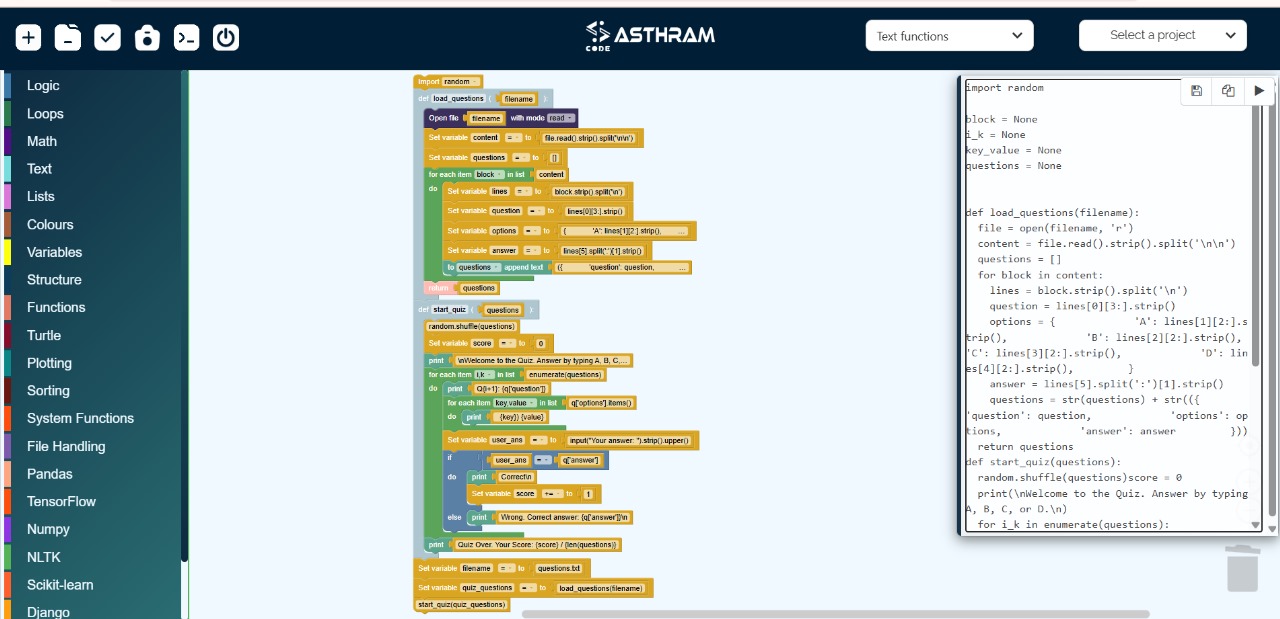 ASTHRAM
CODE
Text functions
Select a project
Logic
Loops
Math
Text
Lists
Colours
Variables
Structure
Functions
Turtle
Plotting
Sorting
System Functions
File Handling
Pandas
TensorFlow
Numpy
NLTK
Scikit-learn
Django
import random
def load_questions ( filename ):
Open file filename with mode read
Set variable content = to file.read().strip().split('\n\n')
Set variable questions = to []
for each item block in list content
do Set variable lines = to block.strip().split('\n')
Set variable question = to lines[0][3:].strip()
Set variable options = to { 'A': lines[1][2:].strip(), ...
Set variable answer = to lines[5].split(':')[1].strip()
to questions append text ({ 'question': question, ...
return questions
def start_quiz ( questions ):
random.shuffle(questions)
Set variable score = to 0
print \nWelcome to the Quiz. Answer by typing A, B, C,...
for each item i,k in list enumerate(questions)
do print Q{i+1}: {q['question']}
for each item key,value in list q['options'].items()
do print {key}) {value}
Set variable user_ans = to input("Your answer: ").strip().upper()
if user_ans = q['answer']
do print Correct!\n
Set variable score += to 1
else print Wrong. Correct answer: {q['answer']}\n
print Quiz Over. Your Score: {score} / {len(questions)}
Set variable filename = to questions.txt
Set variable quiz_questions = to load_questions(filename)
start_quiz(quiz_questions)
import random
block = None
i_k = None
key_value = None
questions = None
def load_questions(filename):
file = open(filename, 'r')
content = file.read().strip().split('\n\n')
questions = []
for block in content:
lines = block.strip().split('\n')
question = lines[0][3:].strip()
options = { 'A': lines[1][2:].s
trip(), 'B': lines[2][2:].strip(),
'C': lines[3][2:].strip(), 'D': lin
es[4][2:].strip(), }
answer = lines[5].split(':')[1].strip()
questions = str(questions) + str(({
'question': question, 'options': op
tions, 'answer': answer }))
return questions
def start_quiz(questions):
random.shuffle(questions)score = 0
print(\nWelcome to the Quiz. Answer by typing
A, B, C, or D.\n)
for i_k in enumerate(questions):